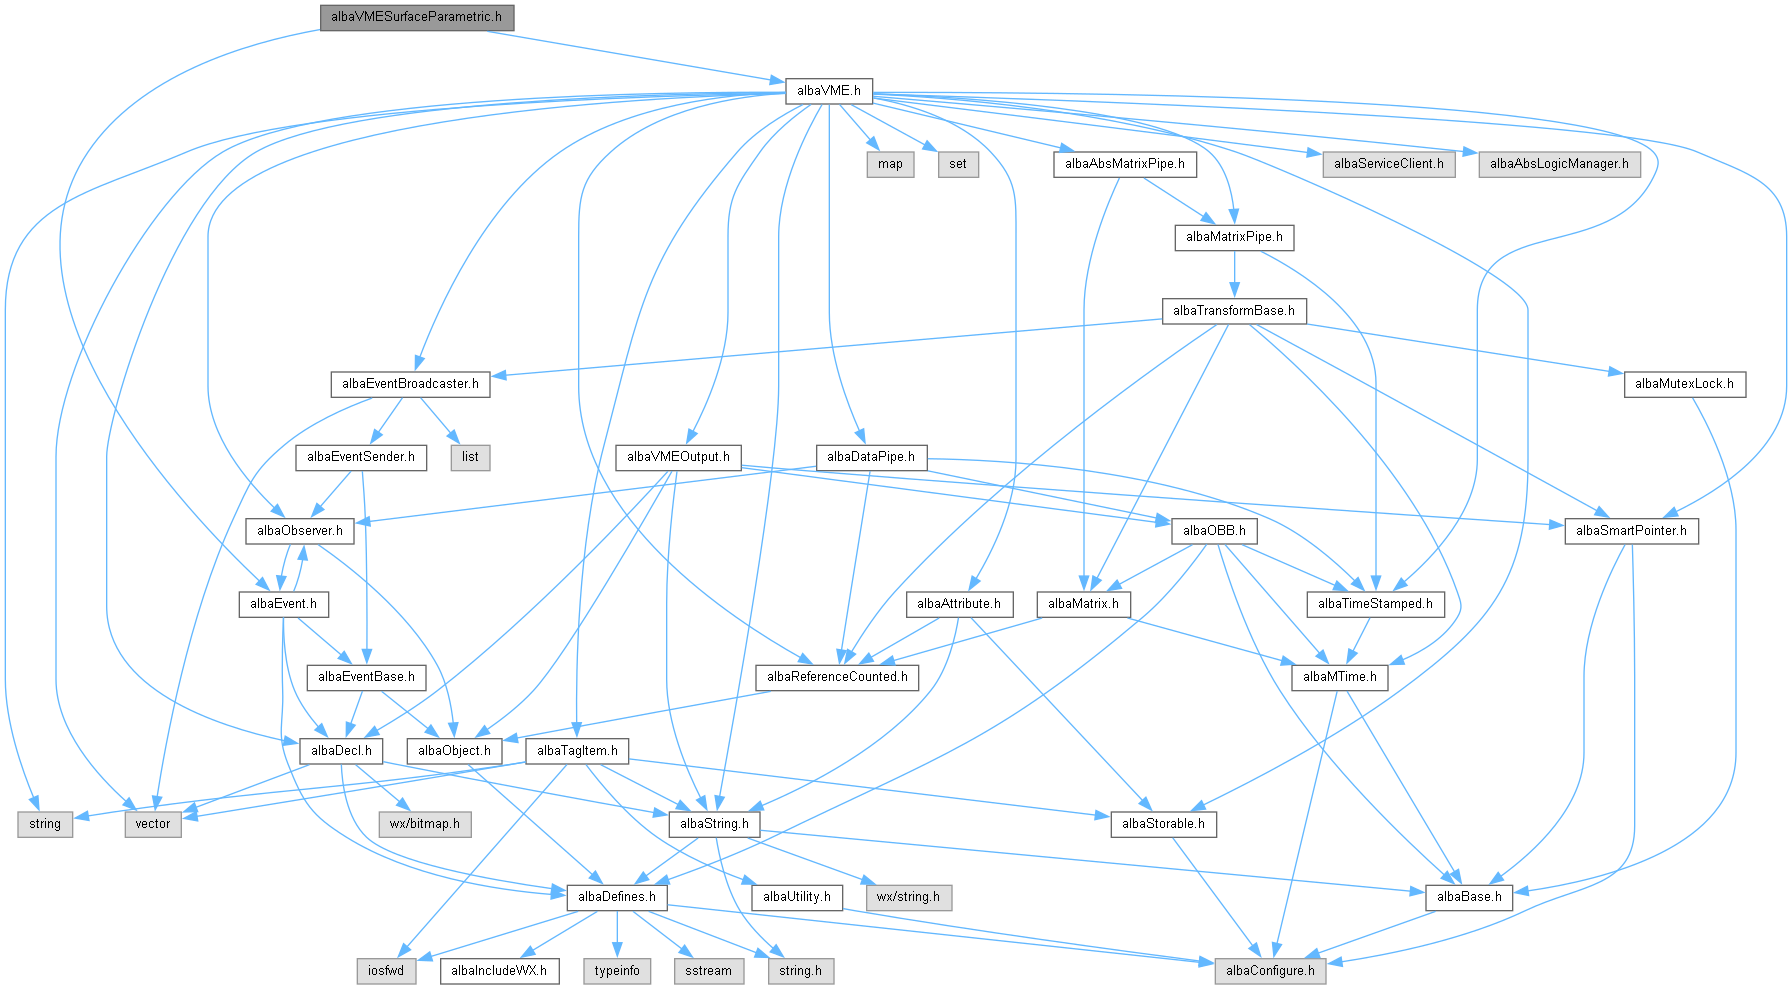 albaVMESurfaceParametric.h
albaVME.h
map
set
albaAbsMatrixPipe.h
albaServiceClient.h
albaAbsLogicManager.h
albaMatrixPipe.h
albaTransformBase.h
albaEventBroadcaster.h
albaMutexLock.h
albaEventSender.h
list
albaVMEOutput.h
albaDataPipe.h
albaObserver.h
albaOBB.h
albaSmartPointer.h
albaEvent.h
albaAttribute.h
albaMatrix.h
albaTimeStamped.h
albaEventBase.h
albaReferenceCounted.h
albaMTime.h
albaDecl.h
albaObject.h
albaTagItem.h
string
vector
wx/bitmap.h
albaString.h
albaStorable.h
albaDefines.h
albaUtility.h
wx/string.h
albaBase.h
iosfwd
albaIncludeWX.h
typeinfo
sstream
string.h
albaConfigure.h